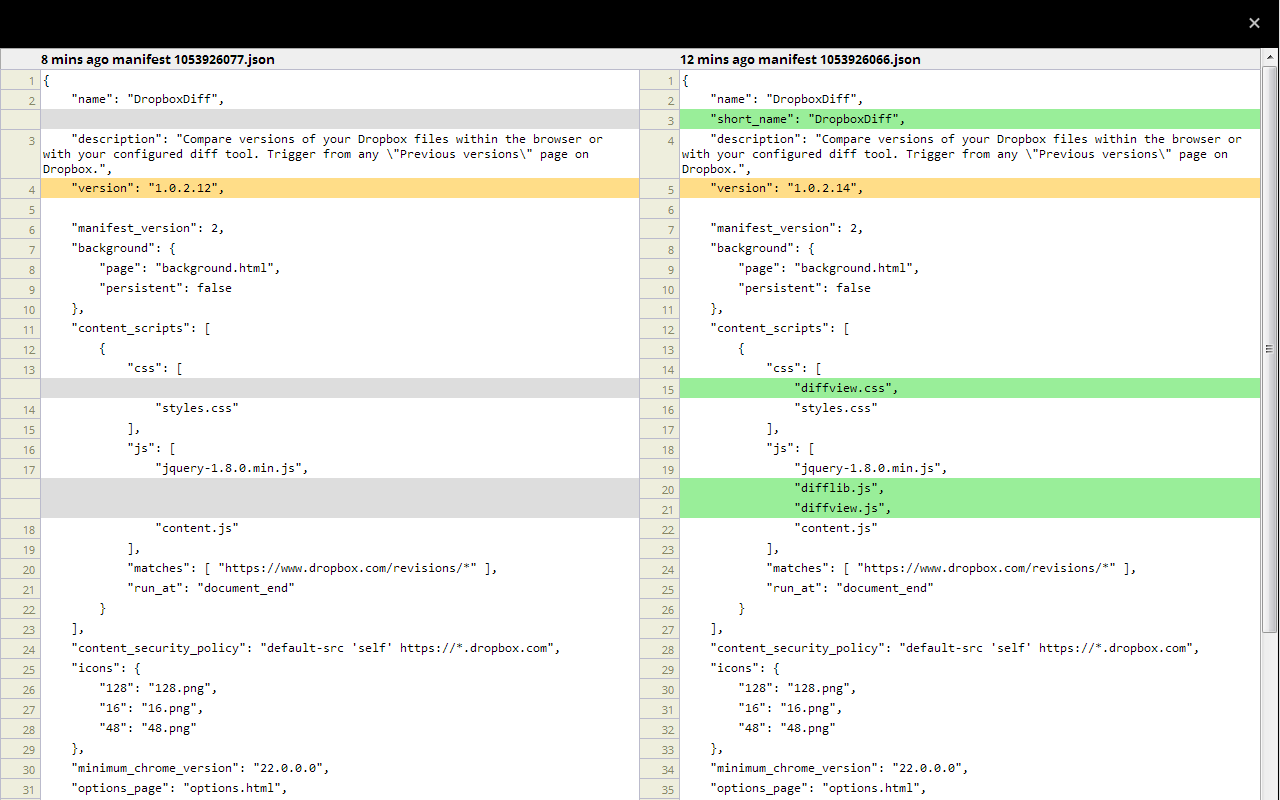 ×
8 mins ago manifest 1053926077.json
1 {
2 "name": "DropboxDiff",
3 "description": "Compare versions of your Dropbox files within the browser or
with your configured diff tool. Trigger from any \"Previous versions\" page on
Dropbox.",
4 "version": "1.0.2.12",
5
6 "manifest_version": 2,
7 "background": {
8 "page": "background.html",
9 "persistent": false
10 },
11 "content_scripts": [
12 {
13 "css": [
14 "styles.css"
15 ],
16 "js": [
17 "jquery-1.8.0.min.js",
18 "content.js"
19 ],
20 "matches": [ "https://www.dropbox.com/revisions/*" ],
21 "run_at": "document_end"
22 }
23 ],
24 "content_security_policy": "default-src 'self' https://*.dropbox.com",
25 "icons": {
26 "128": "128.png",
27 "16": "16.png",
28 "48": "48.png"
29 },
30 "minimum_chrome_version": "22.0.0.0",
31 "options_page": "options.html",
12 mins ago manifest 1053926066.json
1 {
2 "name": "DropboxDiff",
3 "short_name": "DropboxDiff",
4 "description": "Compare versions of your Dropbox files within the browser or
with your configured diff tool. Trigger from any \"Previous versions\" page on
Dropbox.",
5 "version": "1.0.2.14",
6
7 "manifest_version": 2,
8 "background": {
9 "page": "background.html",
10 "persistent": false
11 },
12 "content_scripts": [
13 {
14 "css": [
15 "diffview.css",
16 "styles.css"
17 ],
18 "js": [
19 "jquery-1.8.0.min.js",
20 "difflib.js",
21 "diffview.js",
22 "content.js"
23 ],
24 "matches": [ "https://www.dropbox.com/revisions/*" ],
25 "run_at": "document_end"
26 }
27 ],
28 "content_security_policy": "default-src 'self' https://*.dropbox.com",
29 "icons": {
30 "128": "128.png",
31 "16": "16.png",
32 "48": "48.png"
33 },
34 "minimum_chrome_version": "22.0.0.0",
35 "options_page": "options.html",